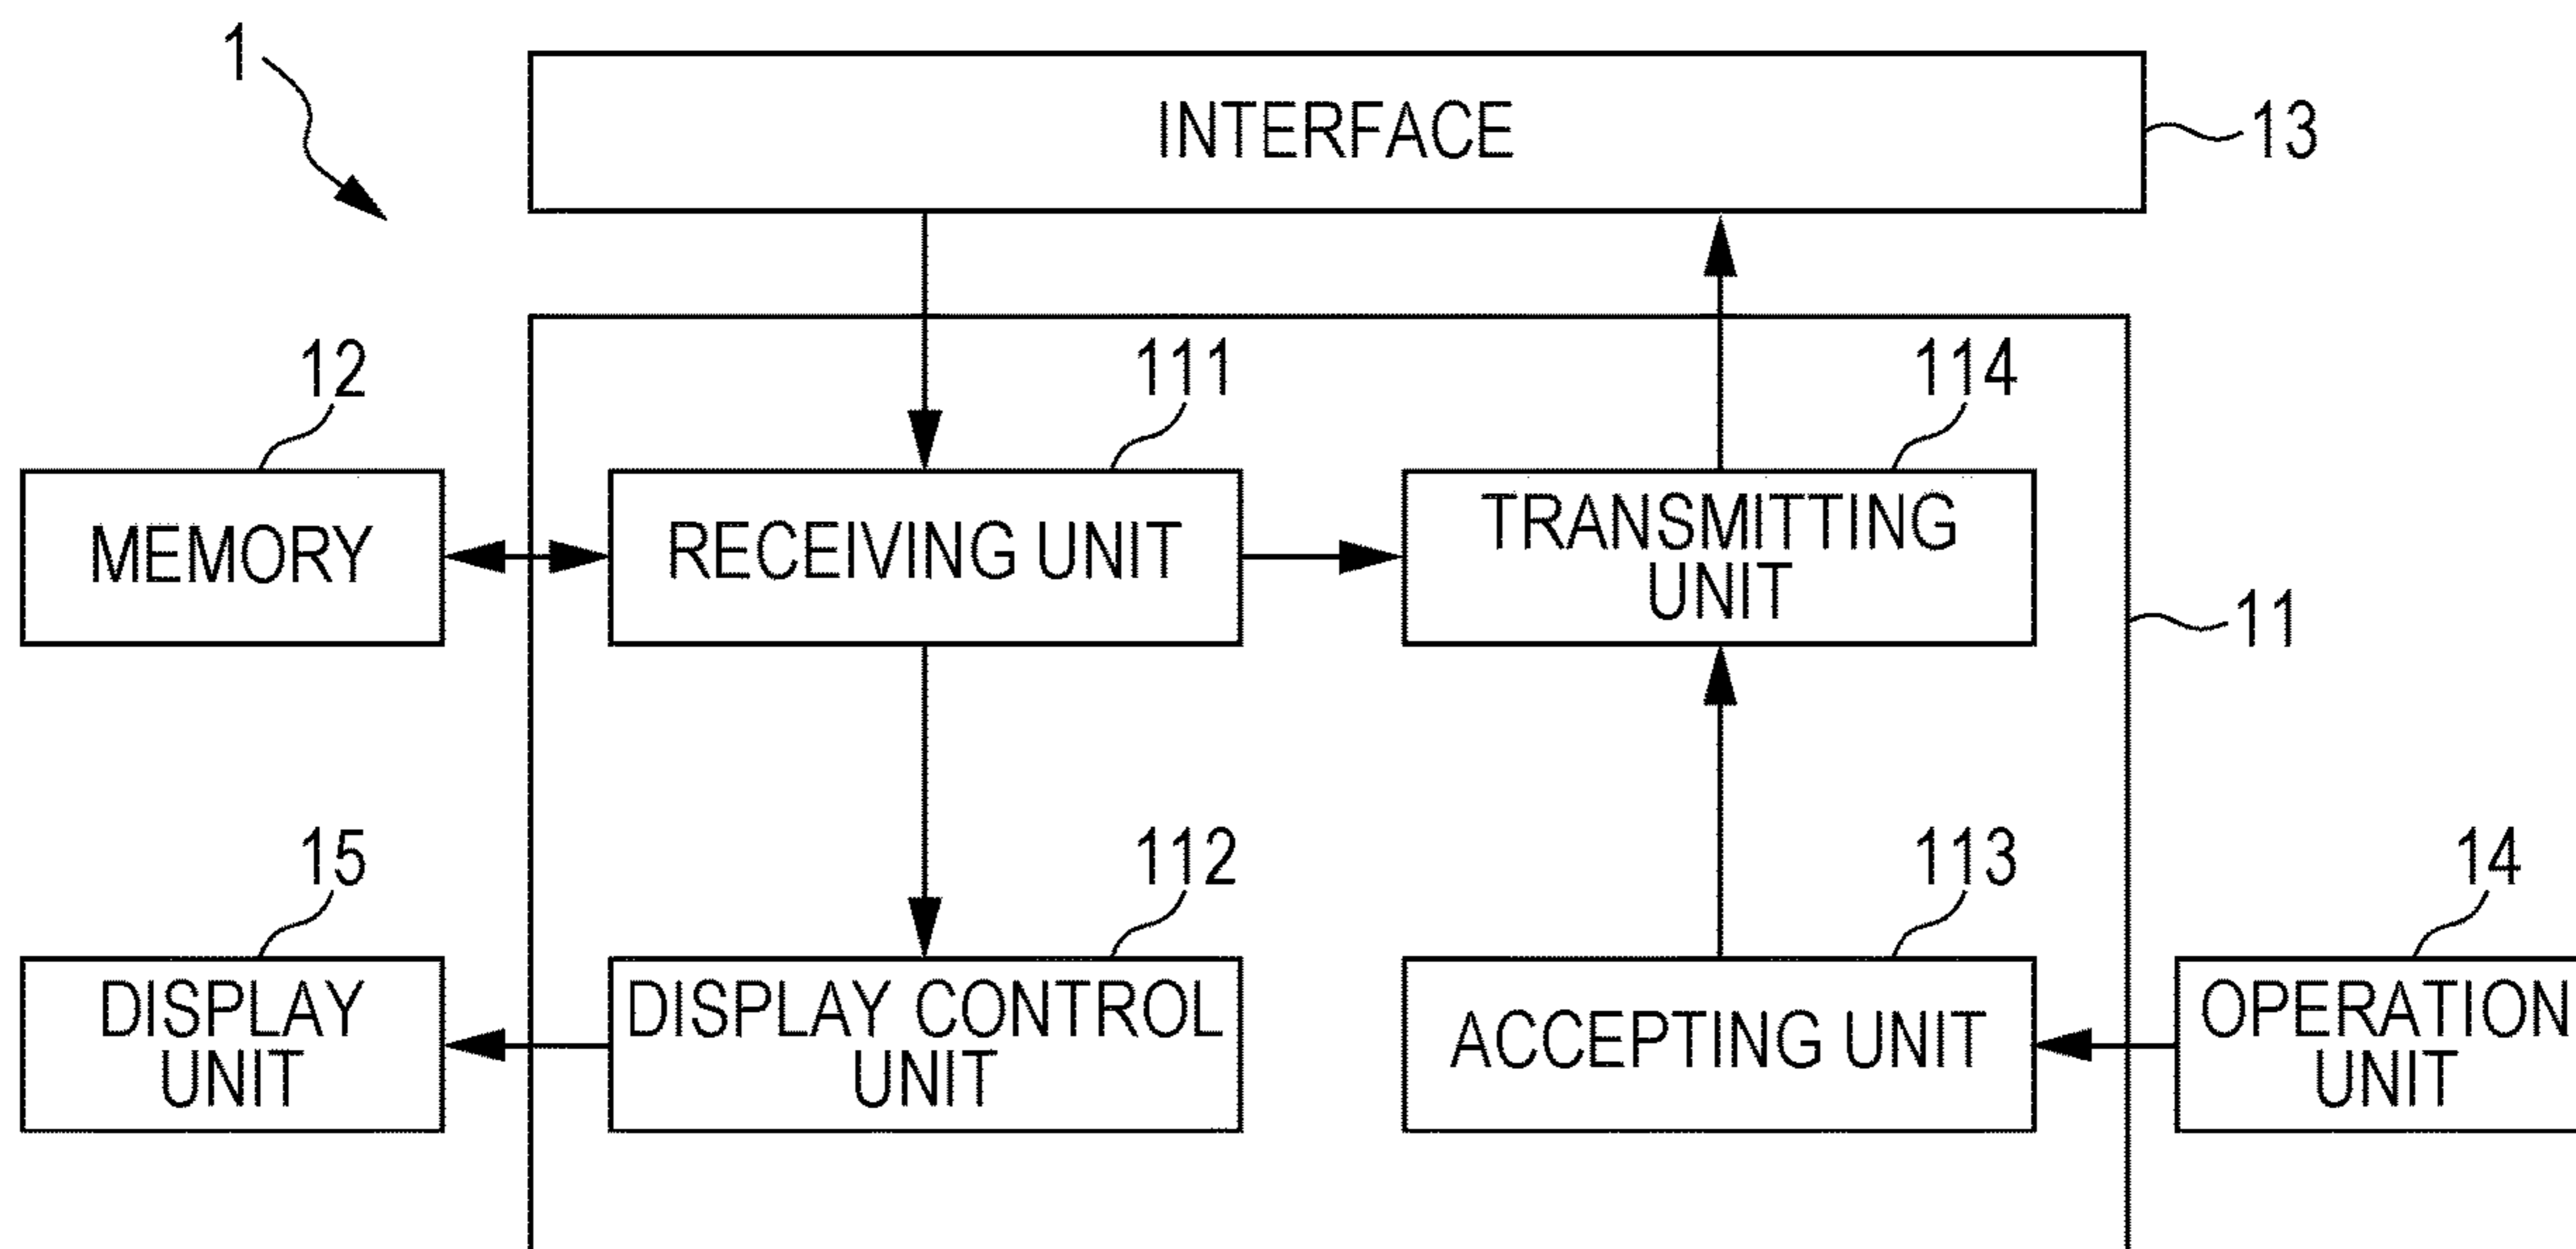 1
INTERFACE
13
12
111
114
MEMORY
RECEIVING UNIT
TRANSMITTING
UNIT
11
15
112
113
14
DISPLAY
UNIT
DISPLAY CONTROL
UNIT
ACCEPTING UNIT
OPERATION
UNIT